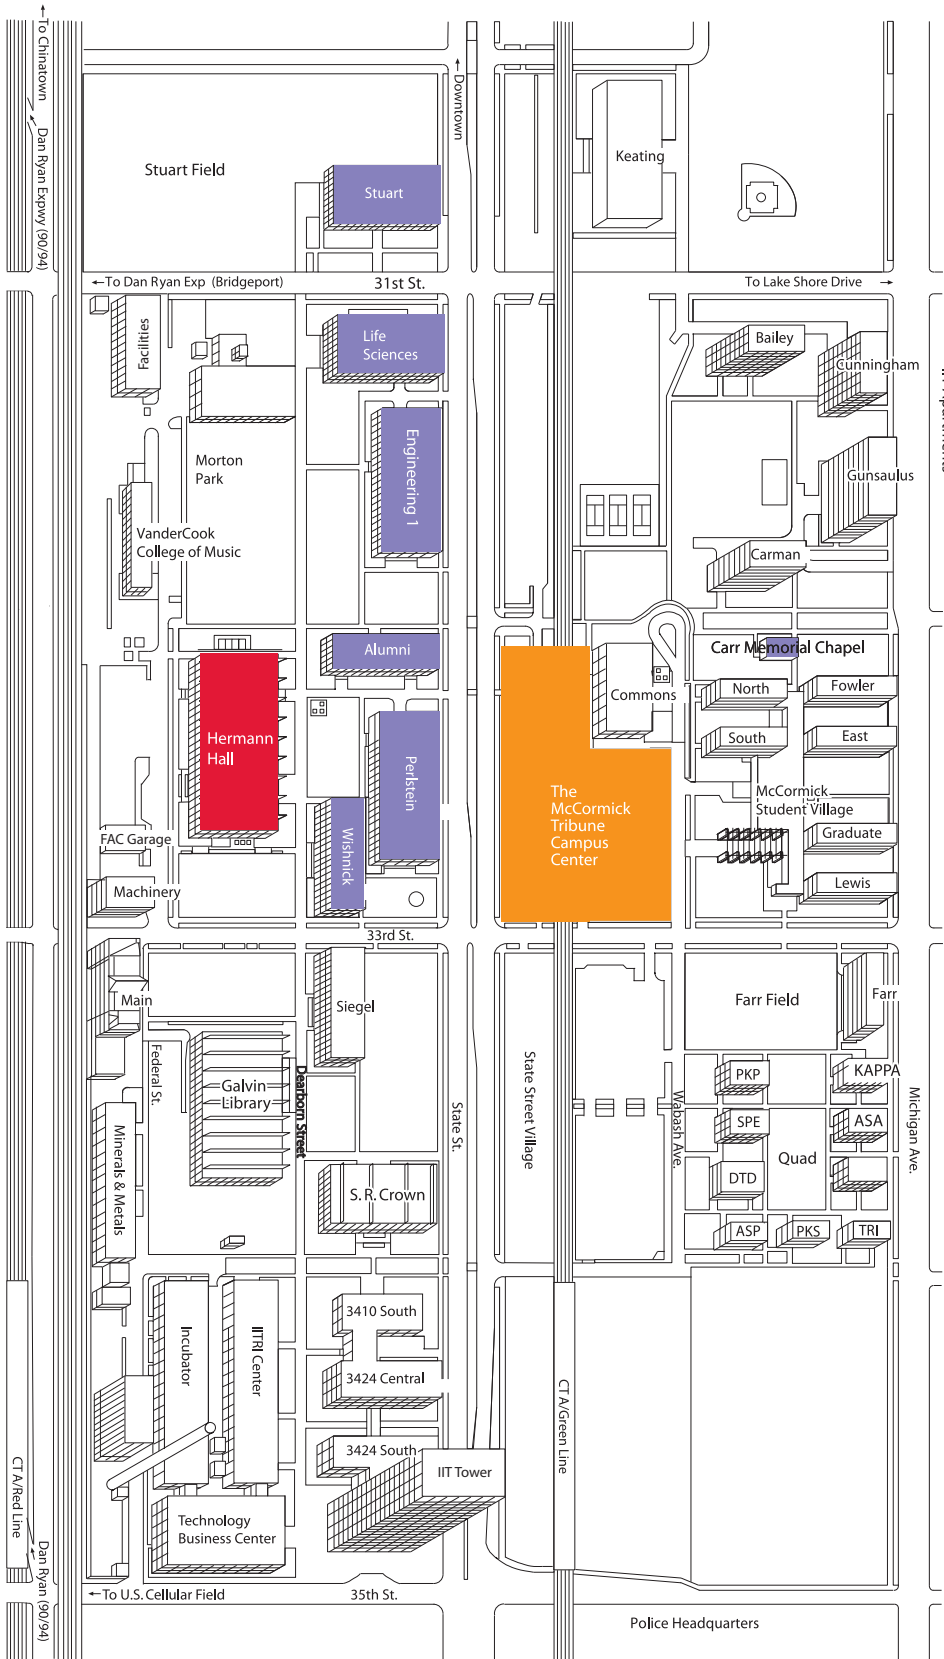 To Chinatown
Dan Ryan Expwy (90/94)
Downtown
Stuart Field
Stuart
Keating
To Dan Ryan Exp (Bridgeport)
31st St.
To Lake Shore Drive
Facilities
Life
Sciences
Bailey
Cunningham
Engineering 1
Morton
Park
Gunsaulus
VanderCook
College of Music
Carman
Alumni
Carr Memorial Chapel
Commons
North
Fowler
Hermann
Hall
South
East
Perlstein
The
McCormick
Tribune
Campus
Center
McCormick
Student Village
Wishnick
FAC Garage
Graduate
Machinery
Lewis
33rd St.
Main
Siegel
Farr Field
Farr
Federal St.
Galvin
Library
Dearborn Street
State St.
State Street Village
Wabash Ave.
PKP
KAPPA
Michigan Ave.
SPE
ASA
Minerals & Metals
Quad
DTD
S. R. Crown
ASP
PKS
TRI
3410 South
Incubator
IITRI Center
3424 Central
CT A/Green Line
3424 South
IIT Tower
CT A/Red Line
Technology
Business Center
Dan Ryan (90/94)
To U.S. Cellular Field
35th St.
Police Headquarters